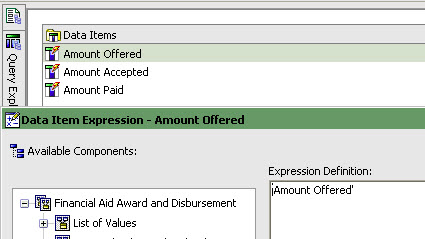 Data Items
Amount Offered
Amount Accepted
Amount Paid
Query Expl
Data Item Expression - Amount Offered
Available Components:
Expression Definition:
Financial Aid Award and Disbursement
List of Values
Amount Offered'